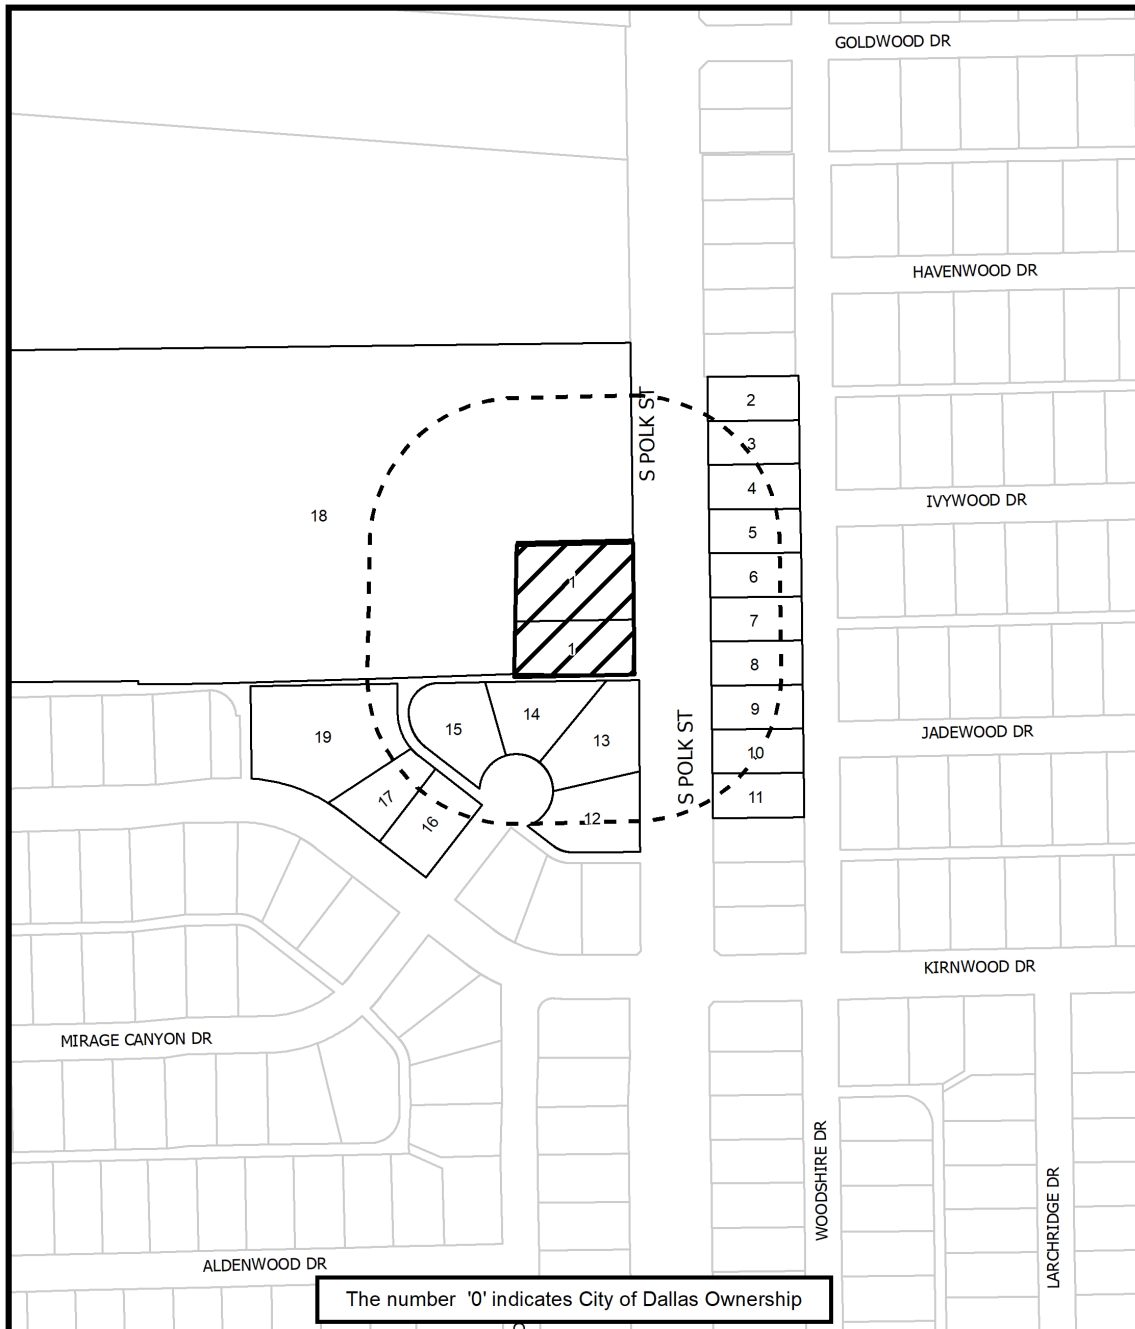 GOLDWOOD DR
HAVENWOOD DR
S POLK ST
2
3
4
IVYWOOD DR
18
5
1
6
7
1
8
9
14
15
19
13
S POLK ST
JADEWOOD DR
10
17
11
16
12
KIRNWOOD DR
MIRAGE CANYON DR
WOODSHIRE DR
LARCHRIDGE DR
ALDENWOOD DR
The number '0' indicates City of Dallas Ownership